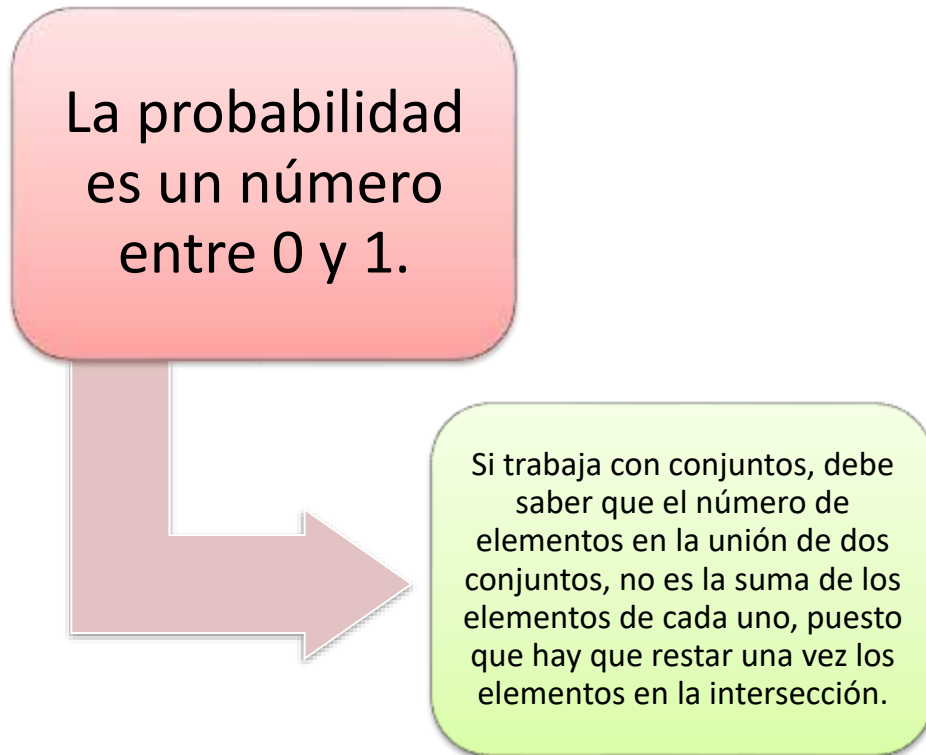 La probabilidad
es un número
entre 0 y 1.
Si trabaja con conjuntos, debe
saber que el número de
elementos en la unión de dos
conjuntos, no es la suma de los
elementos de cada uno, puesto
que hay que restar una vez los
elementos en la intersección.